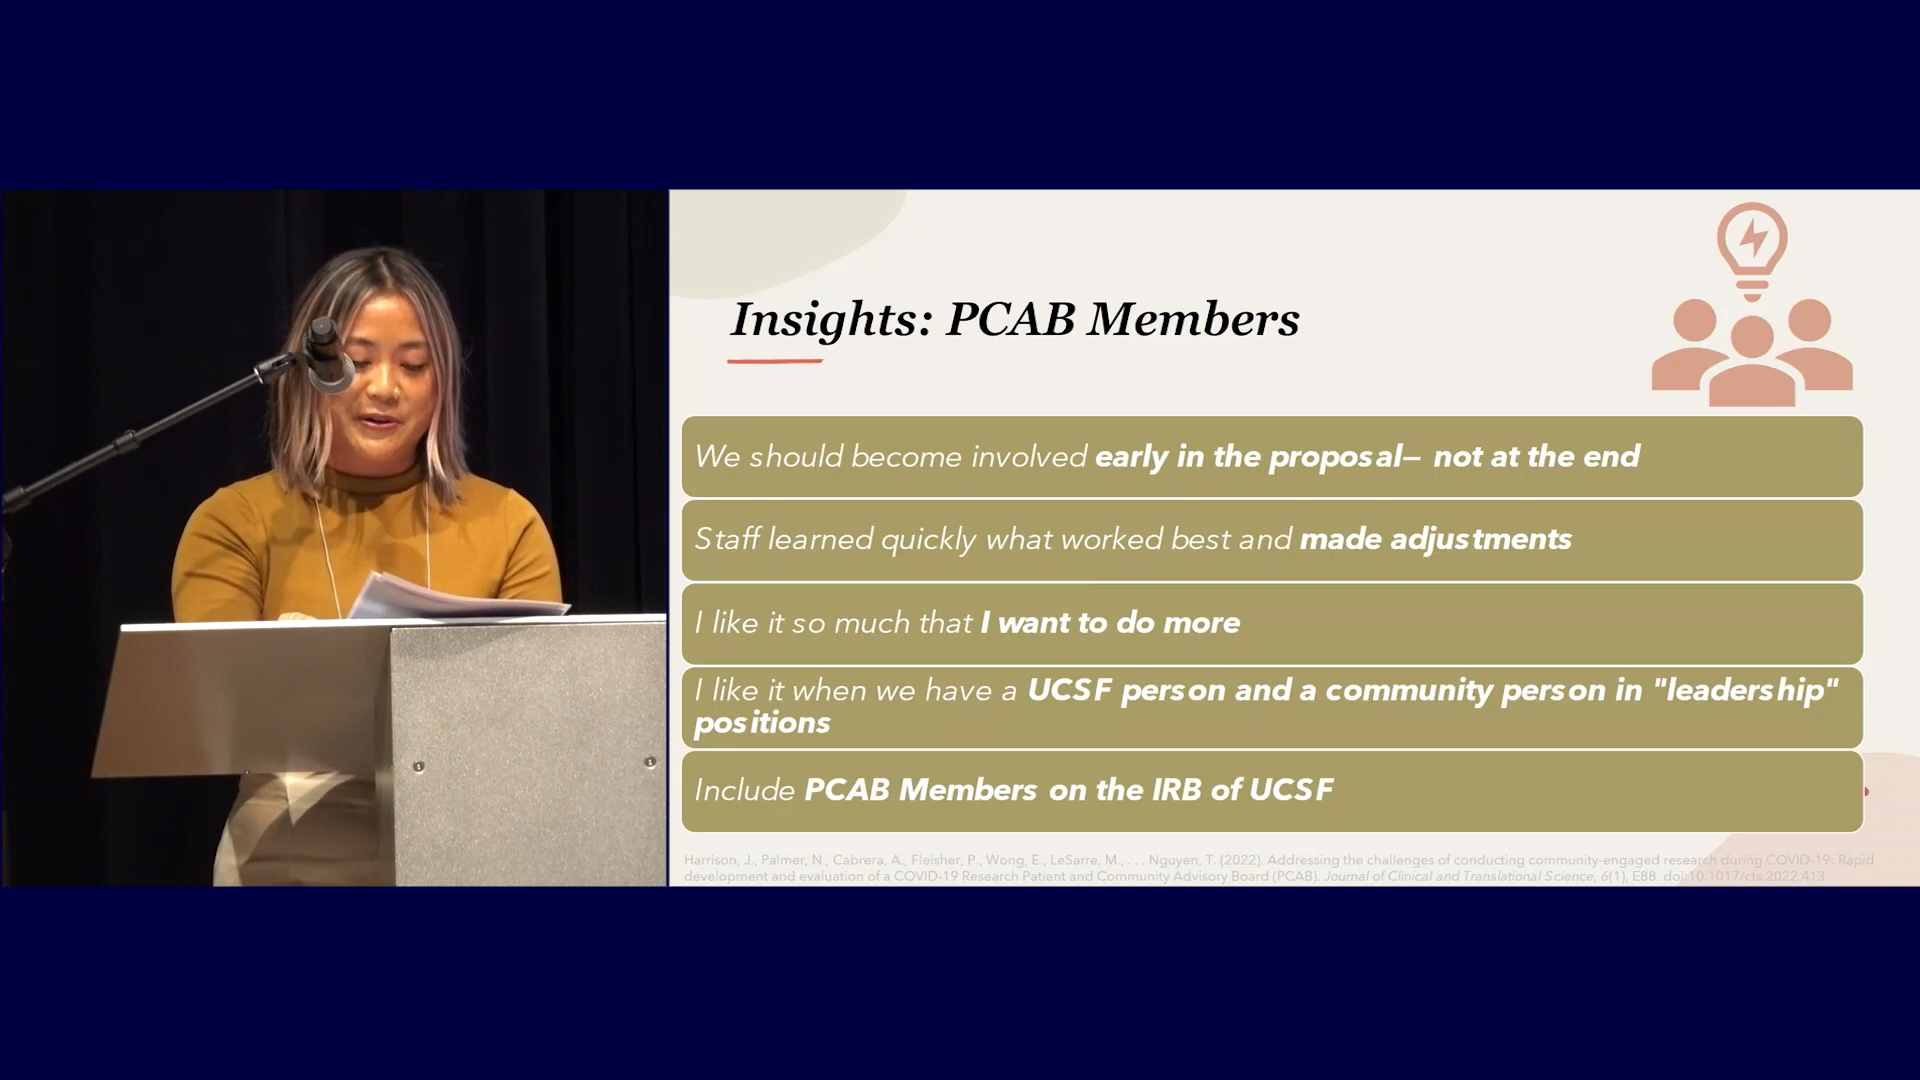 Insights: PCAB Members
We should become involved early in the proposal– not at the end
Staff learned quickly what worked best and made adjustments
I like it so much that I want to do more
I like it when we have a UCSF person and a community person in "leadership"
positions
Include PCAB Members on the IRB of UCSF
Harrison, J., Palmer, N., Cabrera, A., Fleisher, P., Wong, E., LeSarre, M., . . . Nguyen, T. (2022). Addressing the challenges of conducting community-engaged research during COVID-19: Rapid
development and evaluation of a COVID-19 Research Patient and Community Advisory Board (PCAB). Journal of Clinical and Translational Science, 6(1), E88. doi:10.1017/cts.2022.413